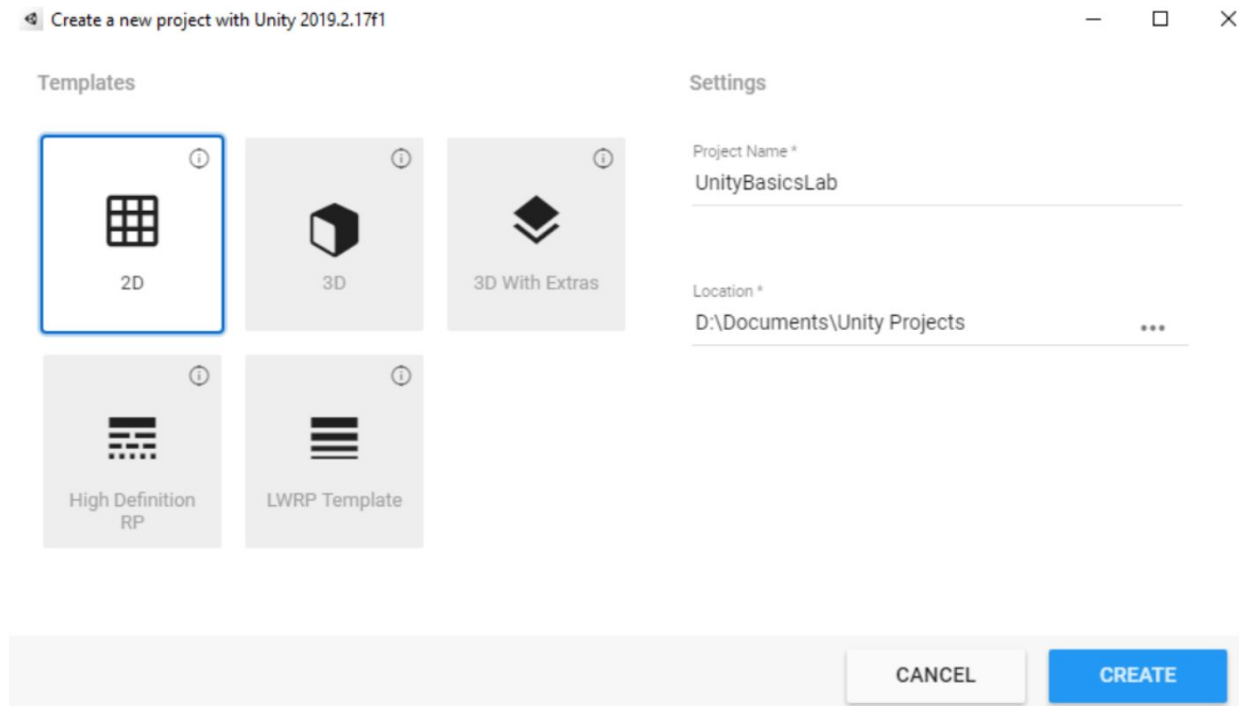 Create a new project with Unity 2019.2.17f1
Templates
2D
3D
3D With Extras
High Definition
RP
LWRP Template
Settings
Project Name *
UnityBasicsLab
Location *
D:\Documents\Unity Projects
CANCEL
CREATE